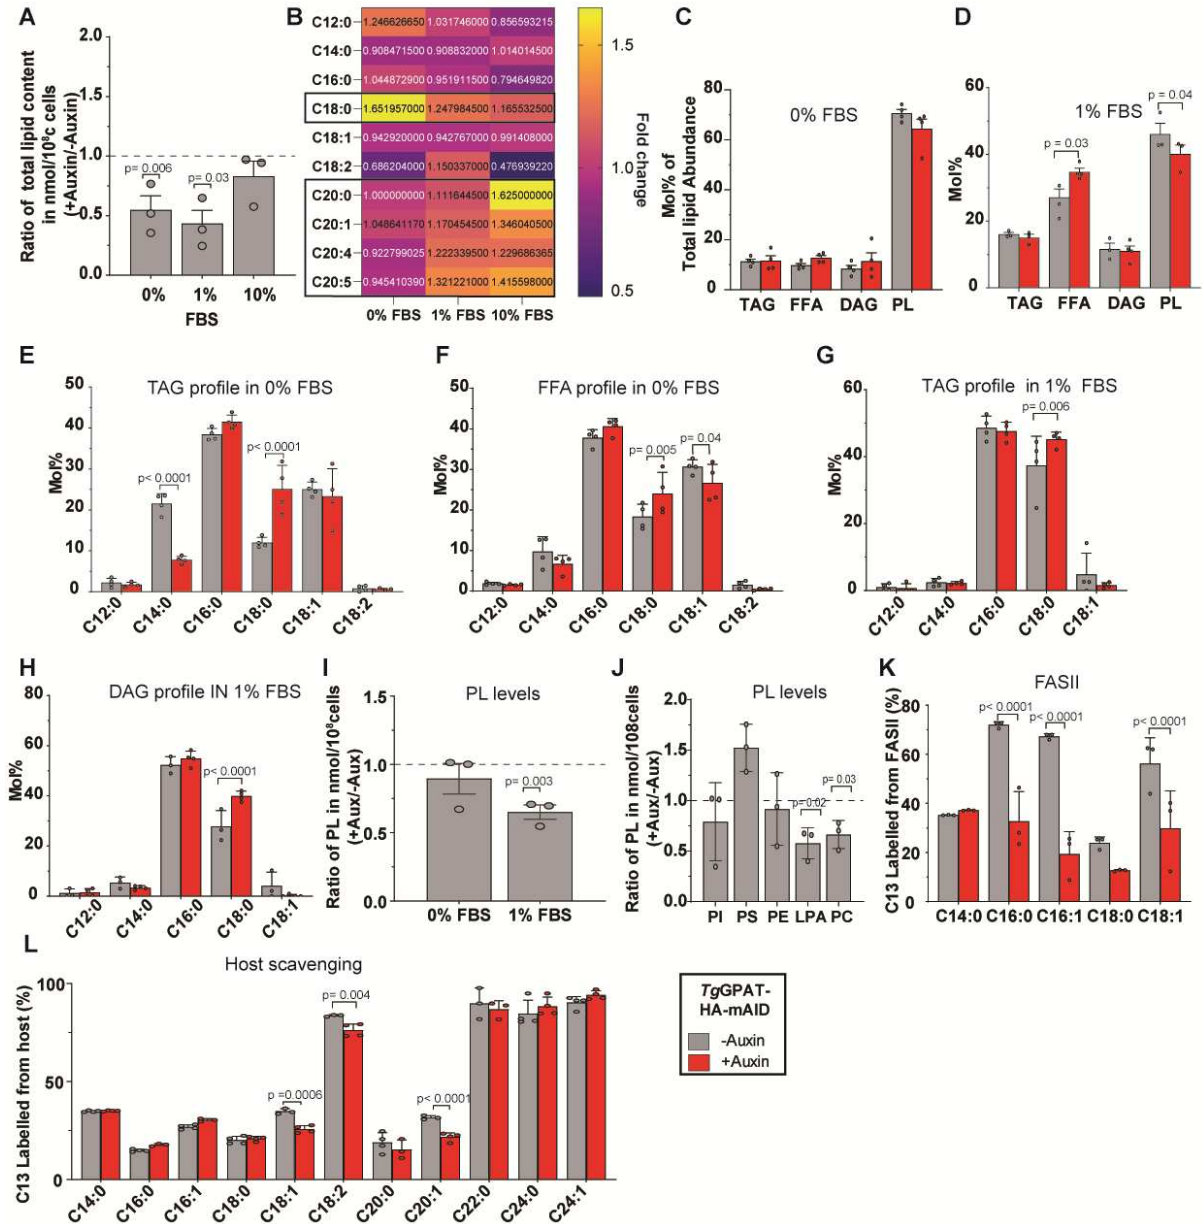 A
Ratio of total lipid content
in nmol/10⁸c cells
(+Auxin/-Auxin)
2.0
1.5
1.0
0.5
0.0
p= 0.006
p= 0.03
0% 1% 10%
FBS
B
C12:0 1.246626650 1.031746000 0.856593215
C14:0 0.908471500 0.908832000 1.014014500
C16:0 1.044872900 0.951911500 0.794649820
C18:0 1.651957000 1.247984500 1.165532500
C18:1 0.942920000 0.942767000 0.991408000
C18:2 0.686204000 1.150337000 0.476939220
C20:0 1.000000000 1.111644500 1.625000000
C20:1 1.048641170 1.170454500 1.346040500
C20:4 0.922799025 1.222339500 1.229686365
C20:5 0.945410390 1.321221000 1.415598000
0% FBS 1% FBS 10% FBS
1.5
1.0
0.5
Fold change
C
0% FBS
Mol% of
Total lipid Abundance
80
60
40
20
0
TAG FFA DAG PL
D
1% FBS
Mol%
60
40
20
0
p = 0.03
p = 0.04
TAG FFA DAG PL
E
TAG profile in 0% FBS
Mol%
50
40
30
20
10
0
p< 0.0001
p< 0.0001
C12:0 C14:0 C16:0 C18:0 C18:1 C18:2
F
FFA profile in 0% FBS
Mol%
50
40
30
20
10
0
p= 0.005
p= 0.04
C12:0 C14:0 C16:0 C18:0 C18:1 C18:2
G
TAG profile in 1% FBS
Mol%
60
40
20
0
p= 0.006
C12:0 C14:0 C16:0 C18:0 C18:1
H
DAG profile IN 1% FBS
Mol%
80
60
40
20
0
p< 0.0001
C12:0 C14:0 C16:0 C18:0 C18:1
I
PL levels
Ratio of PL in nmol/10⁸cells
(+Aux/-Aux)
1.5
1.0
0.5
0.0
p= 0.003
0% FBS 1% FBS
J
PL levels
Ratio of PL in nmol/108cells
(+Aux/-Aux)
2.0
1.5
1.0
0.5
0.0
p= 0.02
p= 0.03
PI PS PE LPA PC
K
FASII
C13 Labelled from FASII (%)
80
60
40
20
0
p< 0.0001
p< 0.0001
p< 0.0001
C14:0 C16:0 C16:1 C18:0 C18:1
L
Host scavenging
C13 Labelled from host (%)
100
50
0
p =0.0006
p= 0.004
p< 0.0001
C14:0 C16:0 C16:1 C18:0 C18:1 C18:2 C20:0 C20:1 C22:0 C24:0 C24:1
TgGPAT-
HA-mAID
-Auxin
+Auxin